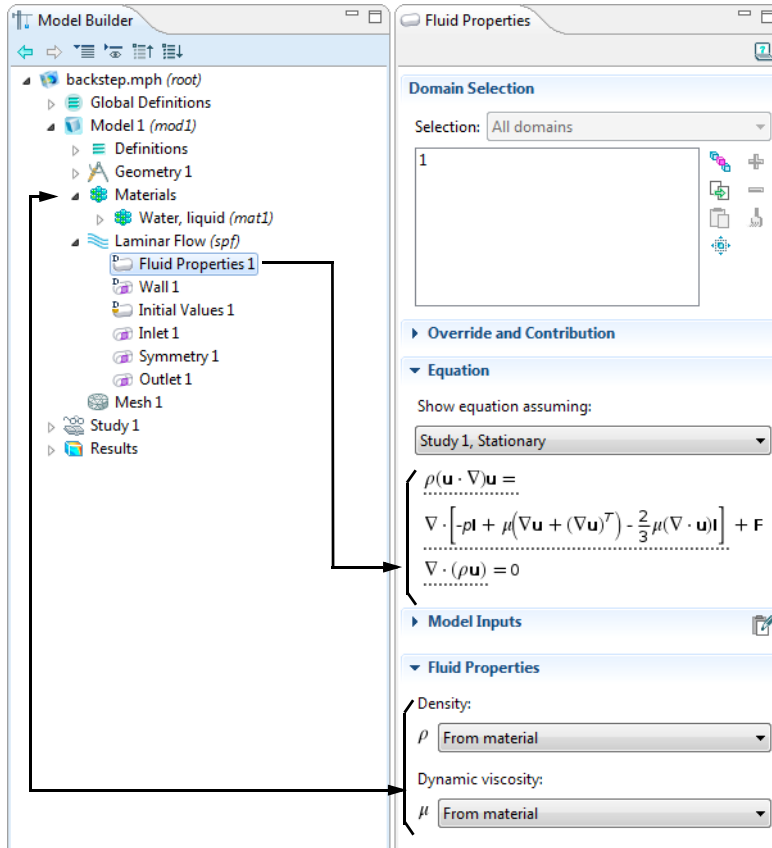 Model Builder
backstep.mph (root)
Global Definitions
Model 1 (mod1)
Definitions
Geometry 1
Materials
Water, liquid (mat1)
Laminar Flow (spf)
D Fluid Properties 1
D Wall 1
D Initial Values 1
Inlet 1
Symmetry 1
Outlet 1
Mesh 1
Study 1
Results
Fluid Properties
?
Domain Selection
Selection: All domains
1
Override and Contribution
Equation
Show equation assuming:
Study 1, Stationary
ρ(u · ∇)u =
∇ · [-pI + μ(∇u + (∇u)ᵀ) - 2/3 μ(∇ · u)I] + F
∇ · (ρu) = 0
Model Inputs
Fluid Properties
Density:
ρ From material
Dynamic viscosity:
μ From material